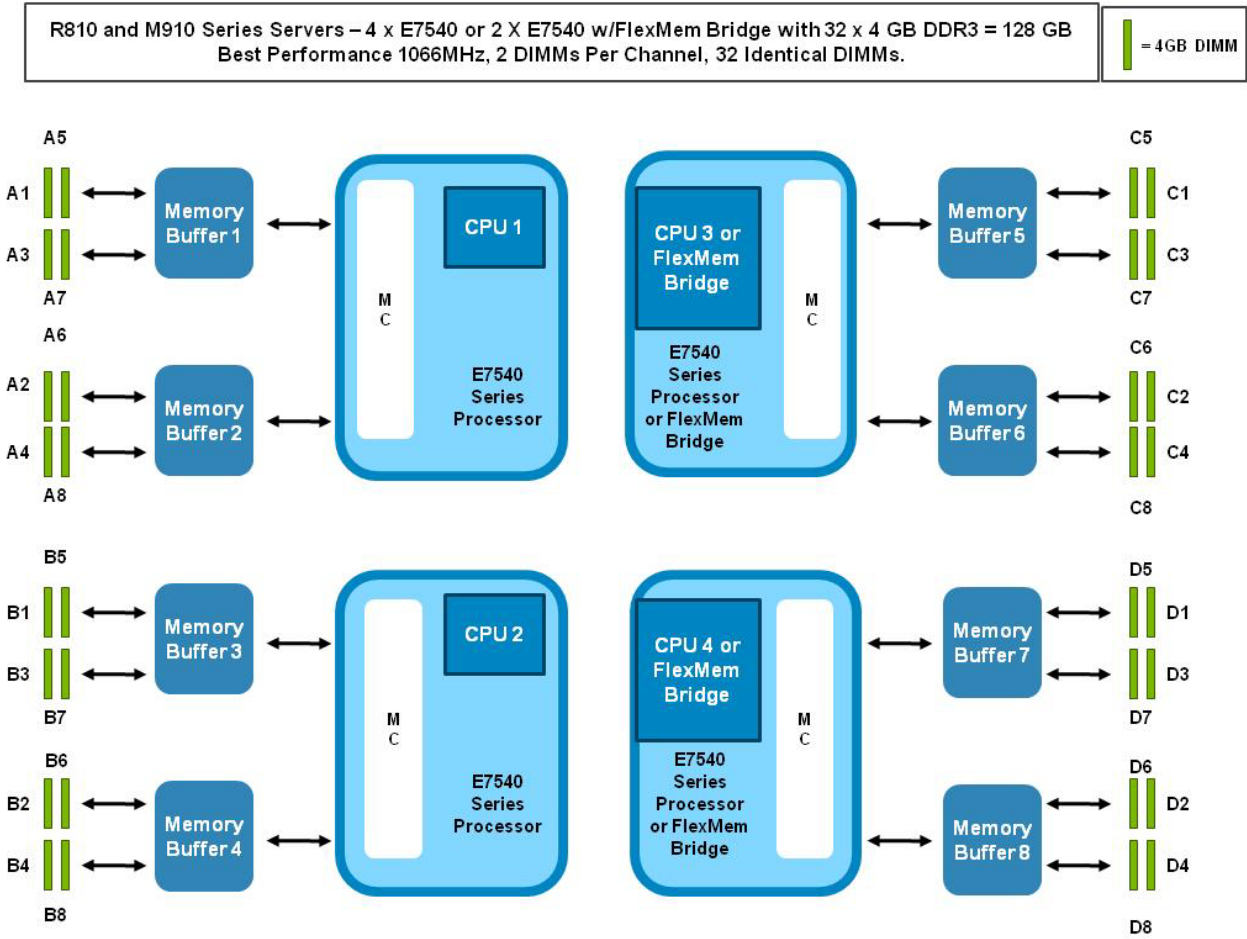 R810 and M910 Series Servers – 4 x E7540 or 2 X E7540 w/FlexMem Bridge with 32 x 4 GB DDR3 = 128 GB
Best Performance 1066MHz, 2 DIMMs Per Channel, 32 Identical DIMMs.
= 4GB DIMM
A5
A1
A3
A7
Memory
Buffer 1
A6
A2
A4
A8
Memory
Buffer 2
M
C
CPU 1
E7540
Series
Processor
CPU 3 or
FlexMem
Bridge
E7540
Series
Processor
or FlexMem
Bridge
M
C
Memory
Buffer 5
C5
C1
C3
C7
Memory
Buffer 6
C6
C2
C4
C8
B5
B1
B3
B7
Memory
Buffer 3
B6
B2
B4
B8
Memory
Buffer 4
M
C
CPU 2
E7540
Series
Processor
CPU 4 or
FlexMem
Bridge
E7540
Series
Processor
or FlexMem
Bridge
M
C
Memory
Buffer 7
D5
D1
D3
D7
Memory
Buffer 8
D6
D2
D4
D8